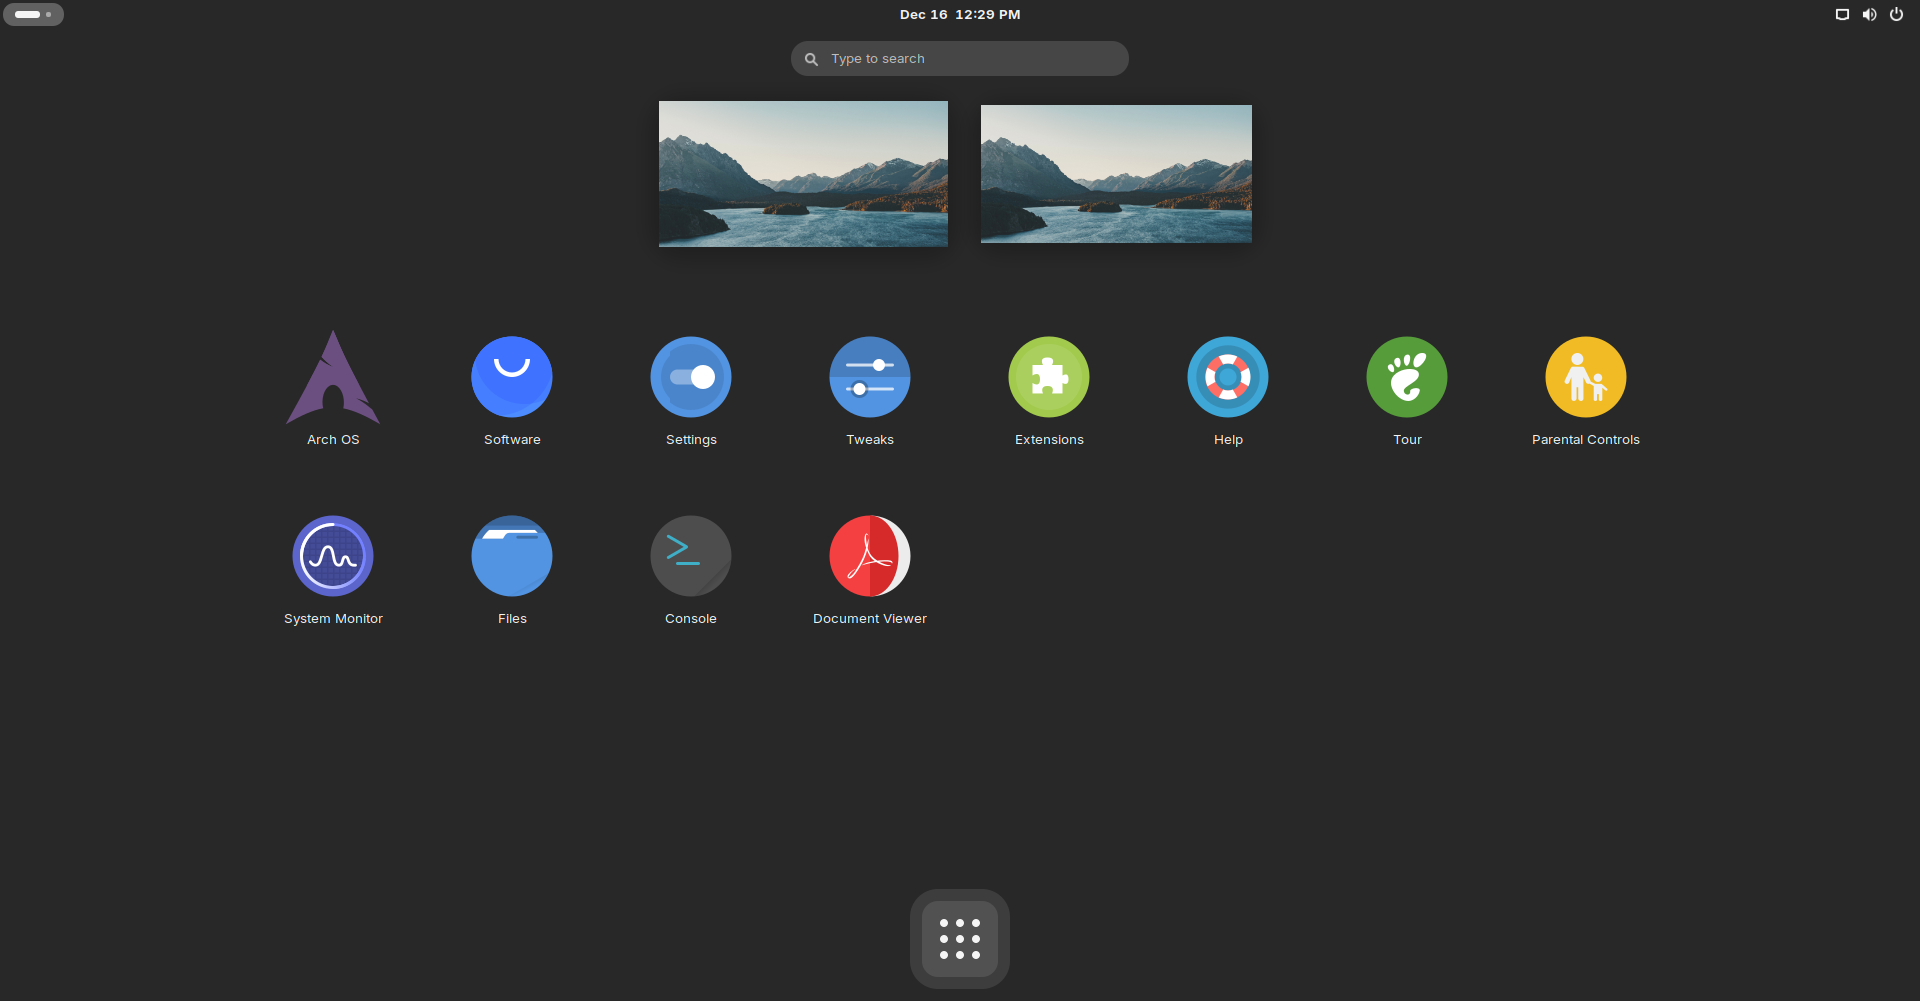 Dec 16  12:29 PM
Type to search
Arch OS
Software
Settings
Tweaks
Extensions
Help
Tour
Parental Controls
System Monitor
Files
Console
Document Viewer